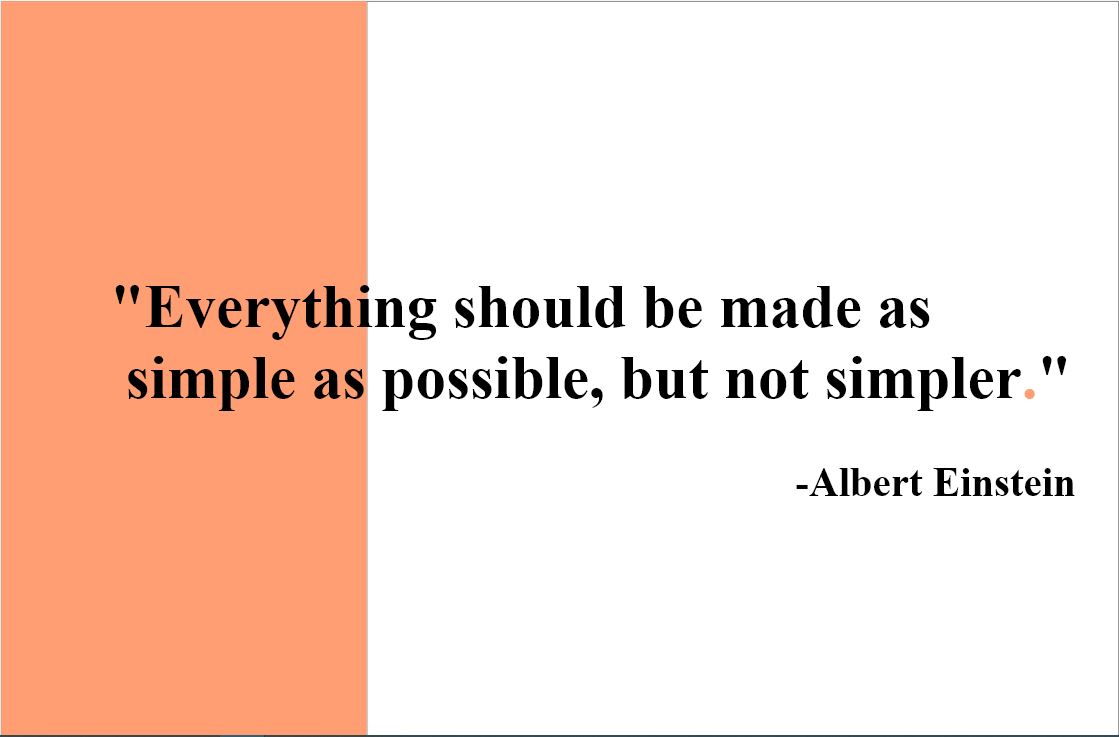 "Everything should be made as
simple as possible, but not simpler."
-Albert Einstein